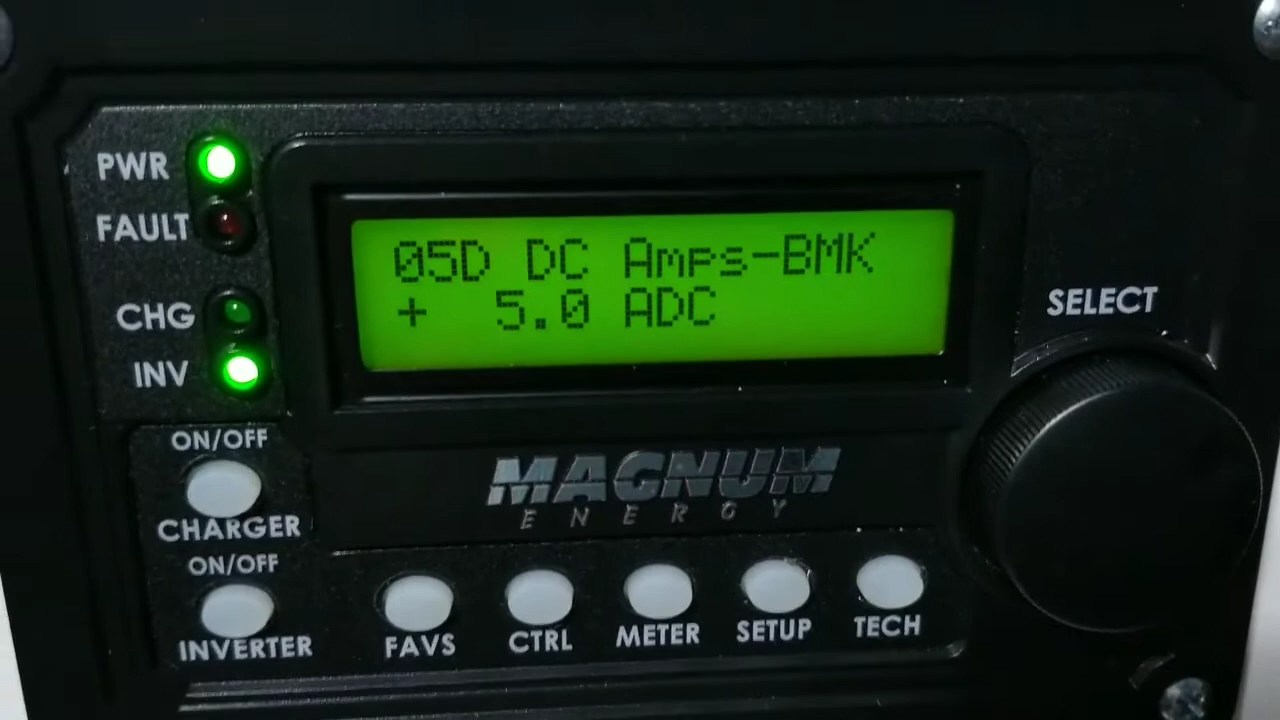 PWR
FAULT
CHG
INV
05D DC Amps-BMK
+ 5.0 ADC
SELECT
MAGNUM
ENERGY
ON/OFF
CHARGER
ON/OFF
INVERTER
FAVS
CTRL
METER
SETUP
TECH